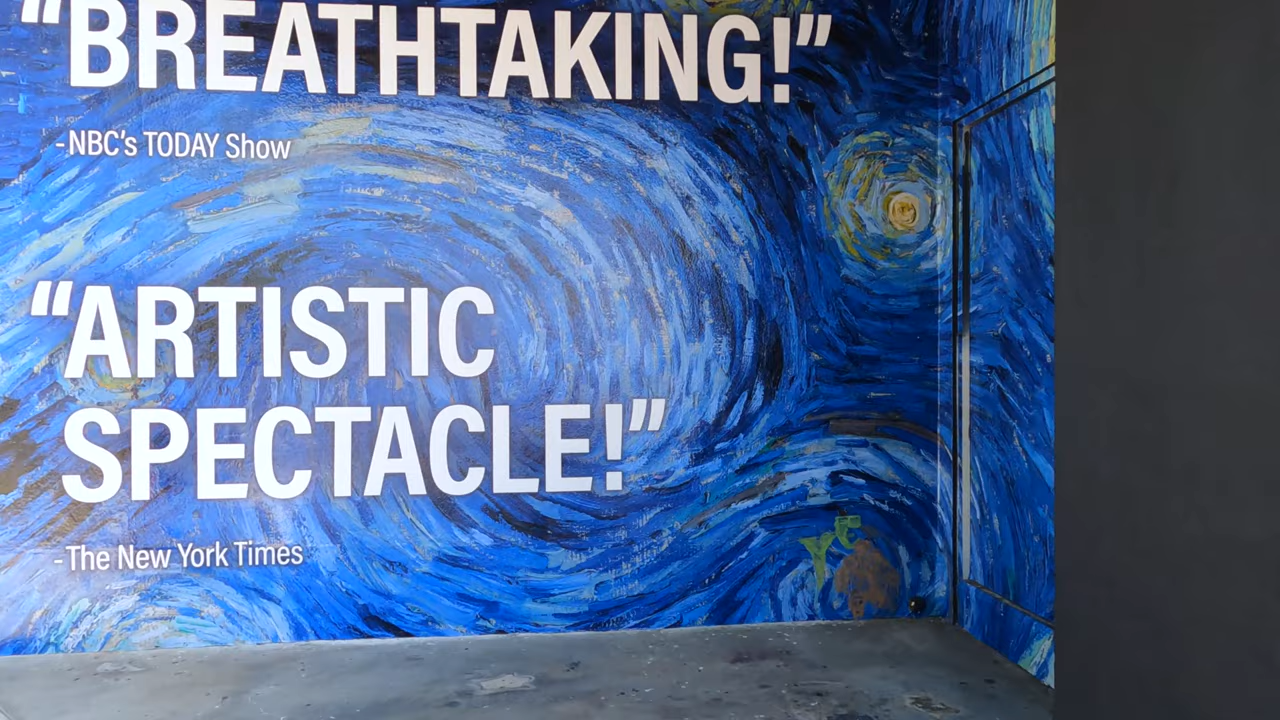 “BREATHTAKING!”
-NBC’s TODAY Show
“ARTISTIC
SPECTACLE!”
-The New York Times